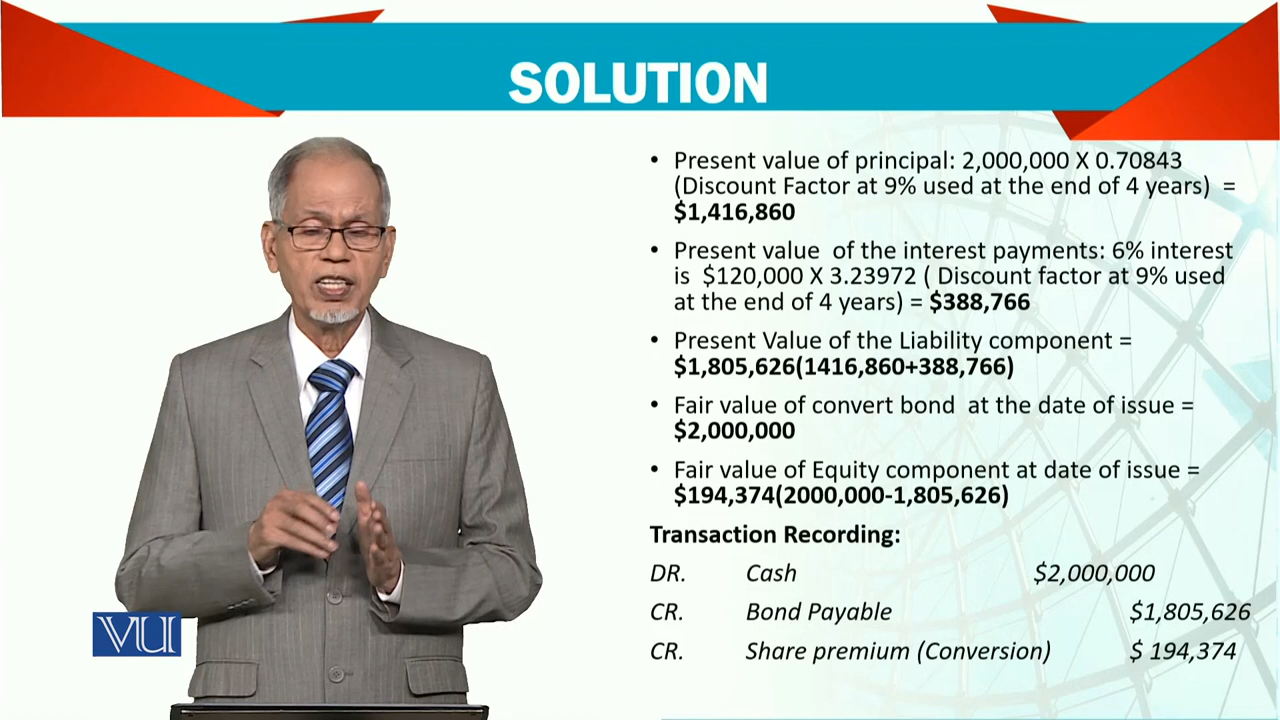 SOLUTION
• Present value of principal: 2,000,000 X 0.70843
(Discount Factor at 9% used at the end of 4 years) =
$1,416,860
• Present value of the interest payments: 6% interest
is $120,000 X 3.23972 ( Discount factor at 9% used
at the end of 4 years) = $388,766
• Present Value of the Liability component =
$1,805,626(1416,860+388,766)
• Fair value of convert bond at the date of issue =
$2,000,000
• Fair value of Equity component at date of issue =
$194,374(2000,000-1,805,626)
Transaction Recording:
DR. Cash $2,000,000
CR. Bond Payable $1,805,626
CR. Share premium (Conversion) $ 194,374
VU